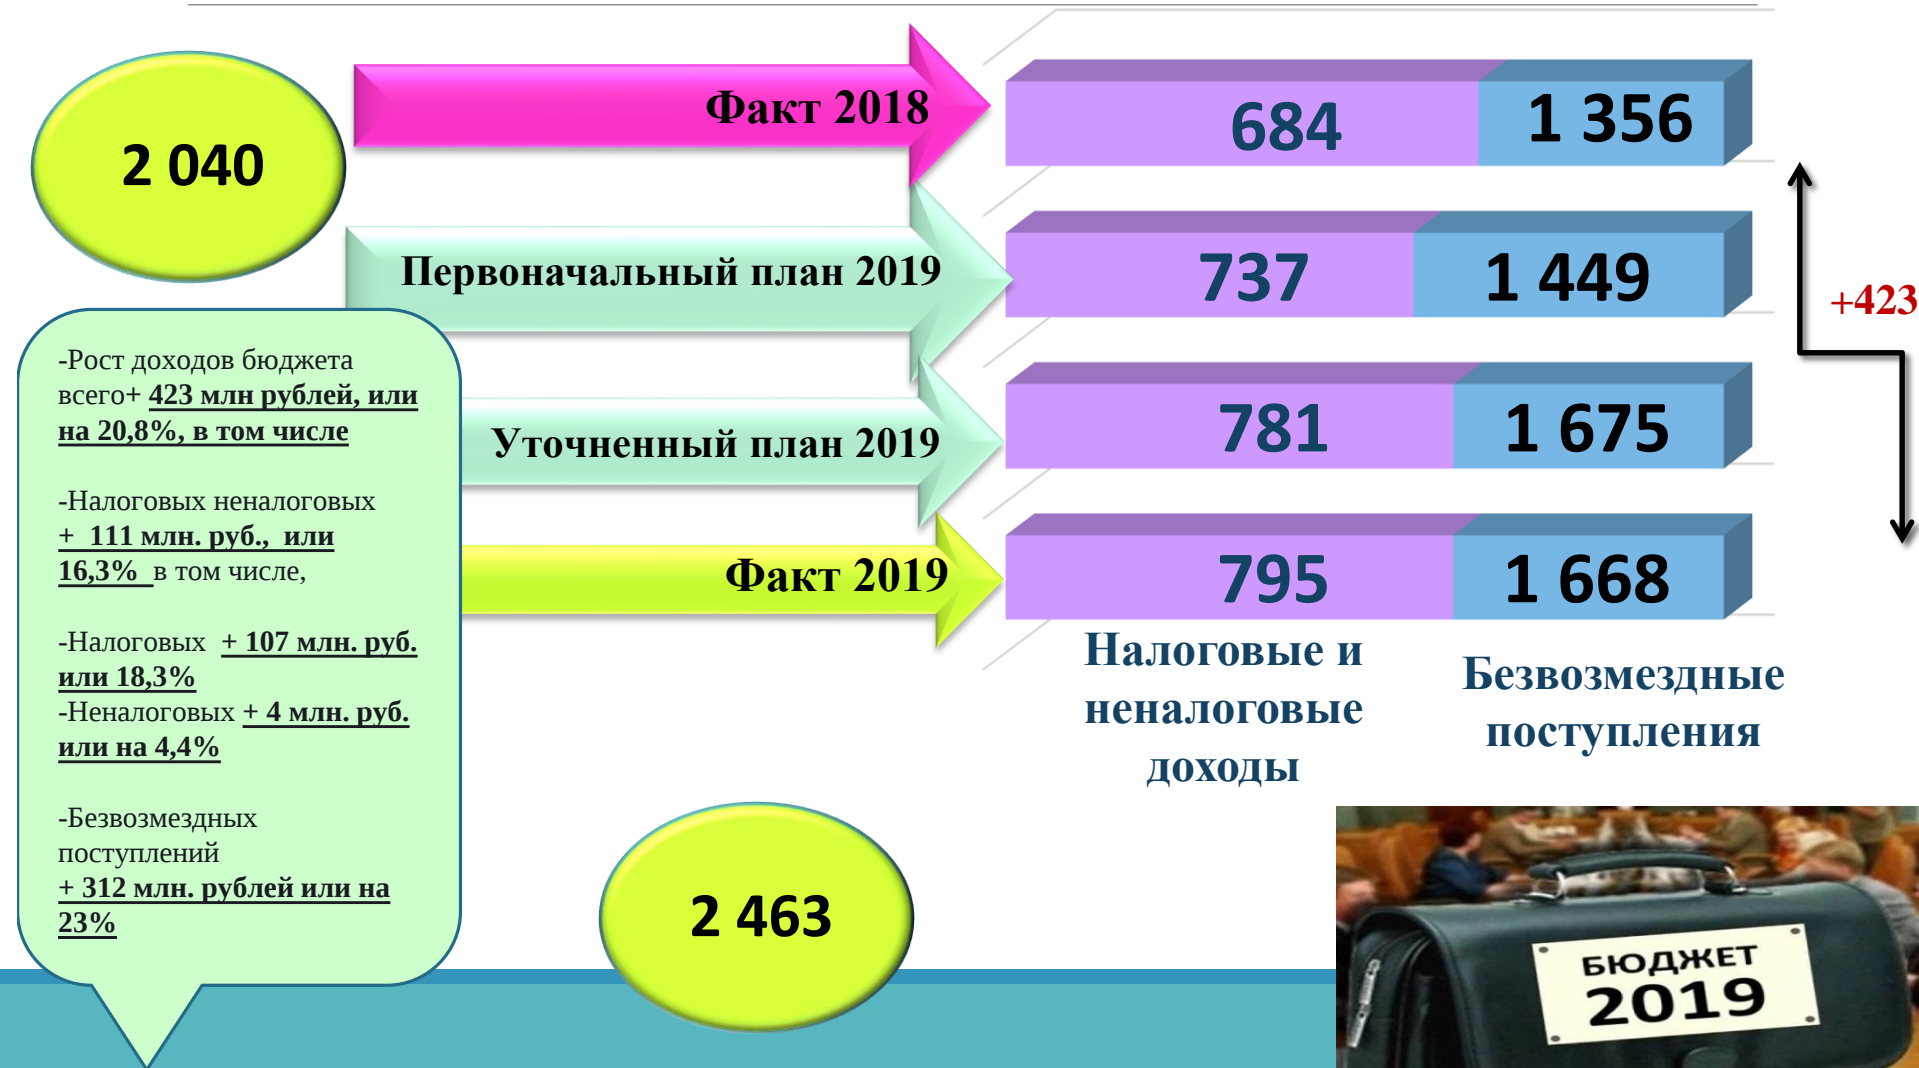 2 040
Факт 2018
684
1 356
Первоначальный план 2019
737
1 449
+423
Уточненный план 2019
781
1 675
Факт 2019
795
1 668
Налоговые и
неналоговые
доходы
Безвозмездные
поступления
-Рост доходов бюджета
всего+ 423 млн рублей, или
на 20,8%, в том числе
-Налоговых неналоговых
+ 111 млн. руб., или
16,3% в том числе,
-Налоговых + 107 млн. руб.
или 18,3%
-Неналоговых + 4 млн. руб.
или на 4,4%
-Безвозмездных
поступлений
+ 312 млн. рублей или на
23%
2 463
БЮДЖЕТ
2019